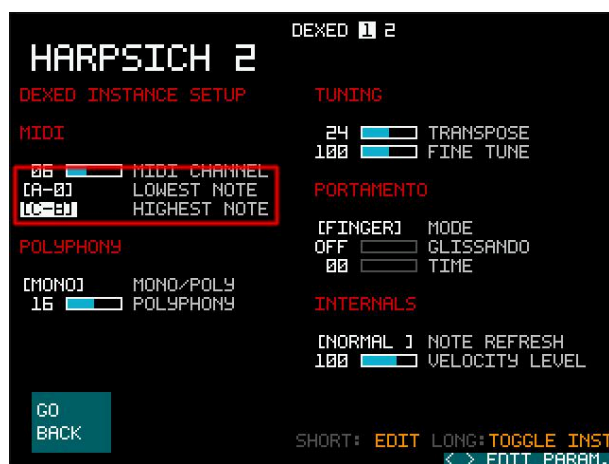 DEXED 1 2
HARPSICH 2
DEXED INSTANCE SETUP
MIDI
06 MIDI CHANNEL
[A-0] LOWEST NOTE
[C-8] HIGHEST NOTE
POLYPHONY
[MONO] MONO/POLY
16 POLYPHONY
TUNING
24 TRANSPOSE
100 FINE TUNE
PORTAMENTO
[FINGER] MODE
OFF GLISSANDO
00 TIME
INTERNALS
[NORMAL ] NOTE REFRESH
100 VELOCITY LEVEL
GO
BACK
SHORT: EDIT LONG:TOGGLE INST
< > EDIT PARAM.